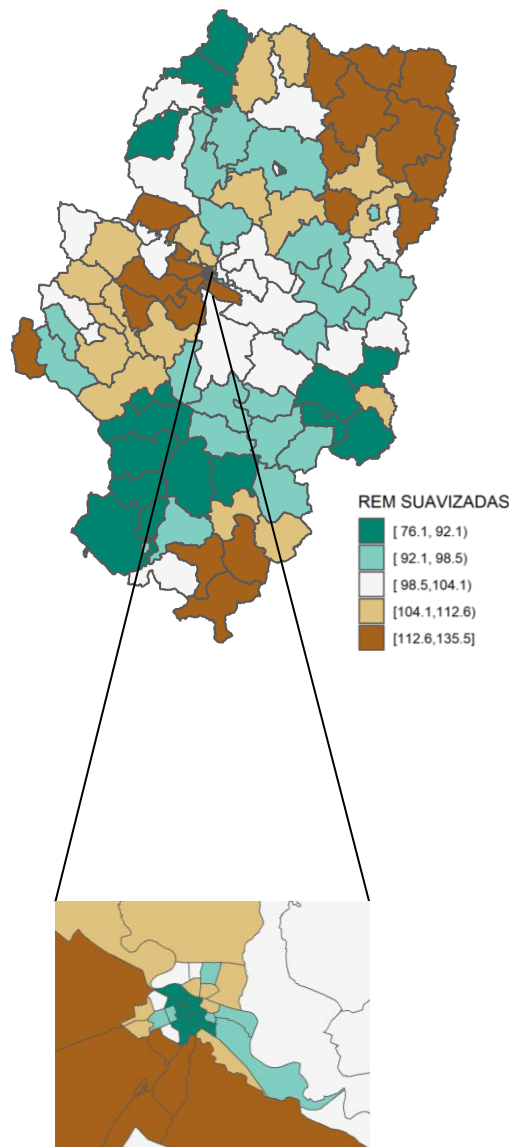 REM SUAVIZADAS
[ 76.1, 92.1)
[ 92.1, 98.5)
[ 98.5,104.1)
[104.1,112.6)
[112.6,135.5]